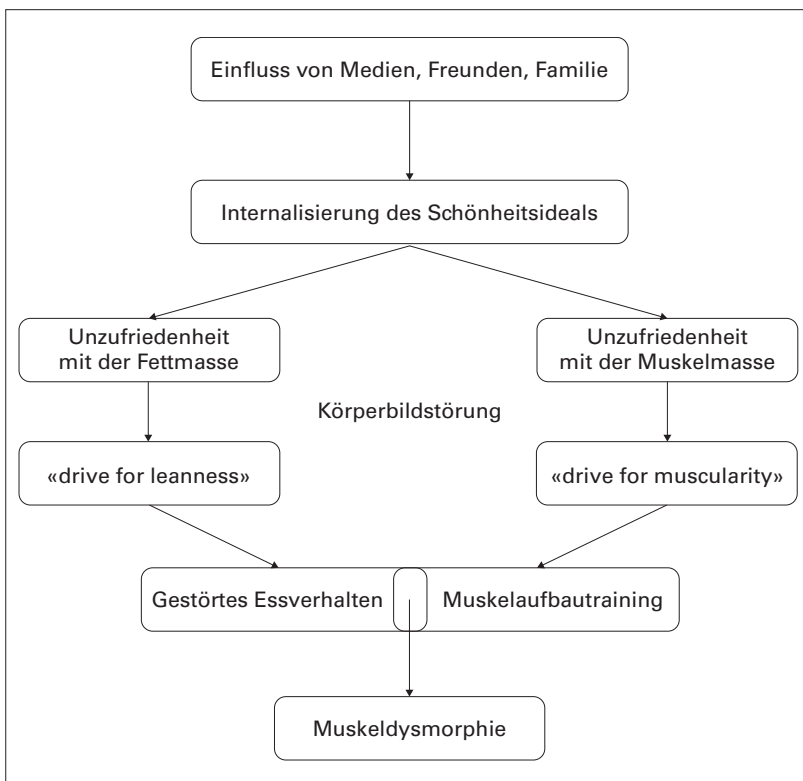 Einfluss von Medien, Freunden, Familie
Internalisierung des Schönheitsideals
Unzufriedenheit
mit der Fettmasse
Unzufriedenheit
mit der Muskelmasse
Körperbildstörung
«drive for leanness»
«drive for muscularity»
Gestörtes Essverhalten
Muskelaufbautraining
Muskeldysmorphie